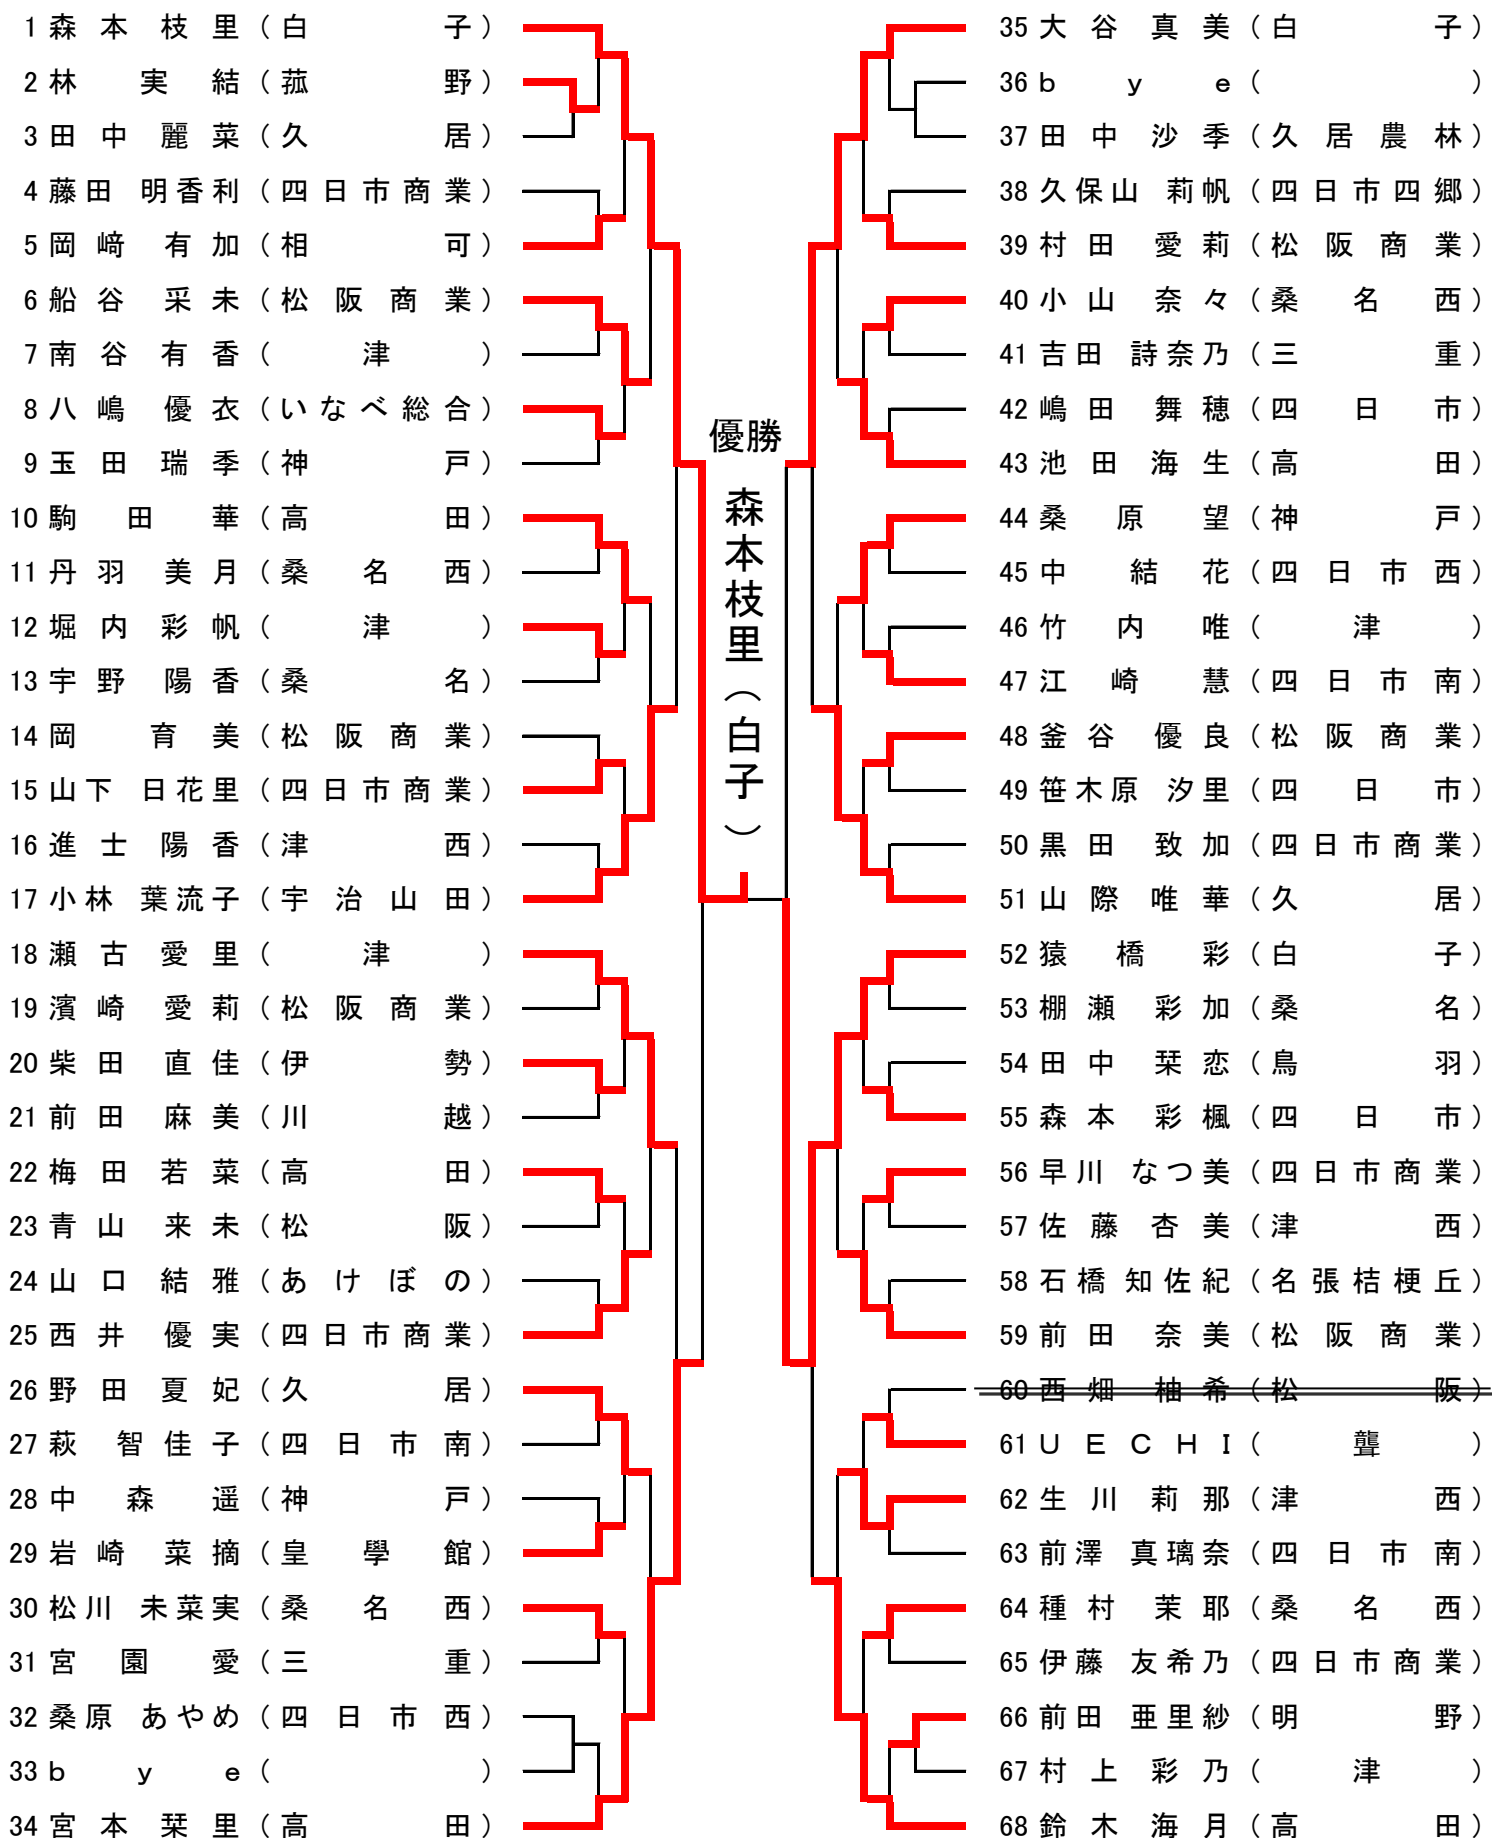 1 森本 枝里 (白子)
2 林 実結 (菰野)
3 田中麗菜 (久居)
4 藤田 明香利 (四日市商業)
5 岡﨑 有加 (相可)
6 船谷 采未 (松阪商業)
7 南谷有香 (津)
8 八嶋 優衣 (いなべ総合)
9 玉田瑞季 (神戸)
10 駒田 華 (高田)
11 丹羽 美月 (桑名西)
12 堀内彩帆 (津)
13 宇野 陽香 (桑名)
14 岡 育美 (松阪商業)
15 山下 日花里 (四日市商業)
16 進士 陽香 (津西)
17 小林 葉流子 (宇治山田)
18 瀬古愛里 (津)
19 濱崎 愛莉 (松阪商業)
20 柴田 直佳 (伊勢)
21 前田 麻美 (川越)
22 梅田若菜 (高田)
23 青山 来未 (松阪)
24 山口結雅 (あけぼの)
25 西井 優実 (四日市商業)
26 野田夏妃 (久居)
27 萩 智佳子 (四日市南)
28 中森遥 (神戸)
29 岩崎 菜摘 (皇學館)
30 松川 未菜実 (桑名西)
31 宮園 愛 (三重)
32 桑原 あやめ (四日市西)
33 bye ( )
34 宮本栞里 (高田)
優勝
森本枝里(白子)
35 大谷真美 (白子)
36 bye ( )
37 田中沙季 (久居農林)
38 久保山 莉帆 (四日市四郷)
39 村田 愛莉 (松阪商業)
40 小山 奈々 (桑名西)
41 吉田 詩奈乃 (三重)
42 嶋田 舞穂 (四日市)
43 池田海生 (高田)
44 桑原望 (神戸)
45 中 結花 (四日市西)
46 竹内唯 (津)
47 江崎 慧 (四日市南)
48 釜谷 優良 (松阪商業)
49 笹木原 汐里 (四日市)
50 黒田 致加 (四日市商業)
51 山際唯華 (久居)
52 猿橋彩 (白子)
53 棚瀬 彩加 (桑名)
54 田中栞恋 (鳥羽)
55 森本彩楓 (四日市)
56 早川 なつ美 (四日市商業)
57 佐藤杏美 (津西)
58 石橋 知佐紀 (名張桔梗丘)
59 前田 奈美 (松阪商業)
60 西畑 柚希 (松阪)
61 UECHI (聾)
62 生川莉那 (津西)
63 前澤 真璃奈 (四日市南)
64 種村茉耶 (桑名西)
65 伊藤 友希乃 (四日市商業)
66 前田 亜里紗 (明野)
67 村上彩乃 (津)
68 鈴木海月 (高田)